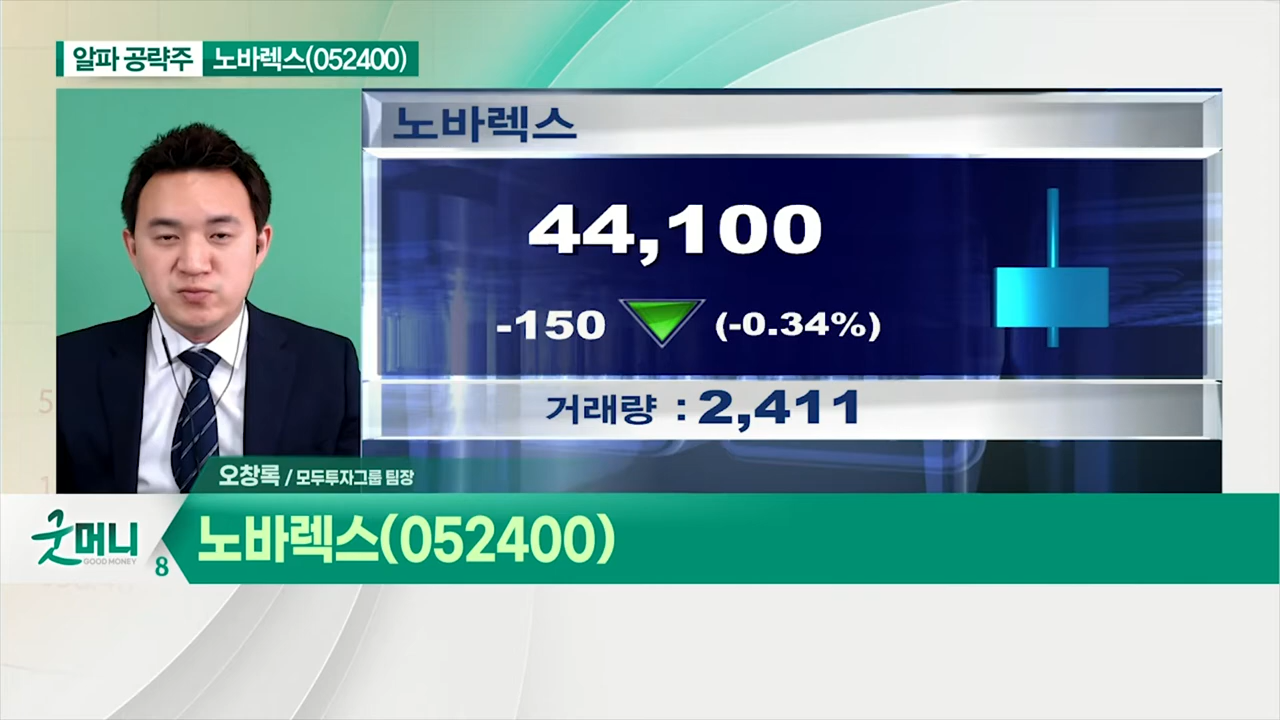 알파 공략주 노바렉스(052400)
노바렉스
44,100
-150 (-0.34%)
거래량 : 2,411
5
1
오창록 / 모두투자그룹 팀장
굿머니
GOOD MONEY
8
노바렉스(052400)